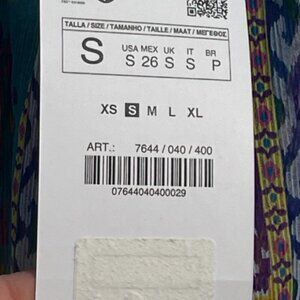 TALLA / SIZE / TAMANHO / TAILLE / MAAT / ΜΕΓΕΘΟΣ
S
USA MEX UK IT BR
S 26 S S P
XS S M L XL
ART.: 7644 / 040 / 400
07644040400029